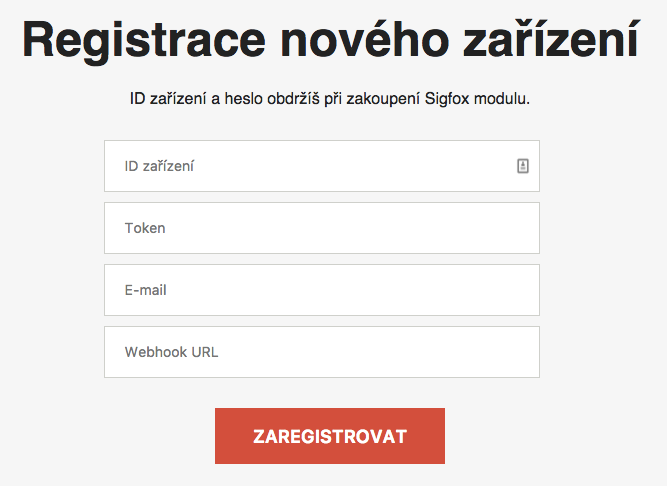 Registrace nového zařízení
ID zařízení a heslo obdržíš při zakoupení Sigfox modulu.
ID zařízení
Token
E-mail
Webhook URL
ZAREGISTROVAT